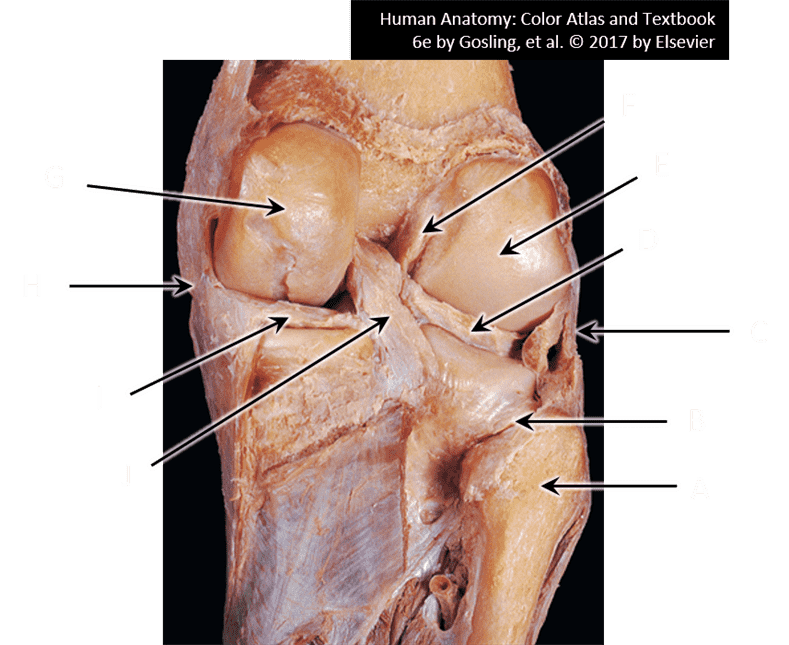 Human Anatomy: Color Atlas and Textbook
6e by Gosling, et al. © 2017 by Elsevier
F
G
E
D
H
C
I
B
J
A